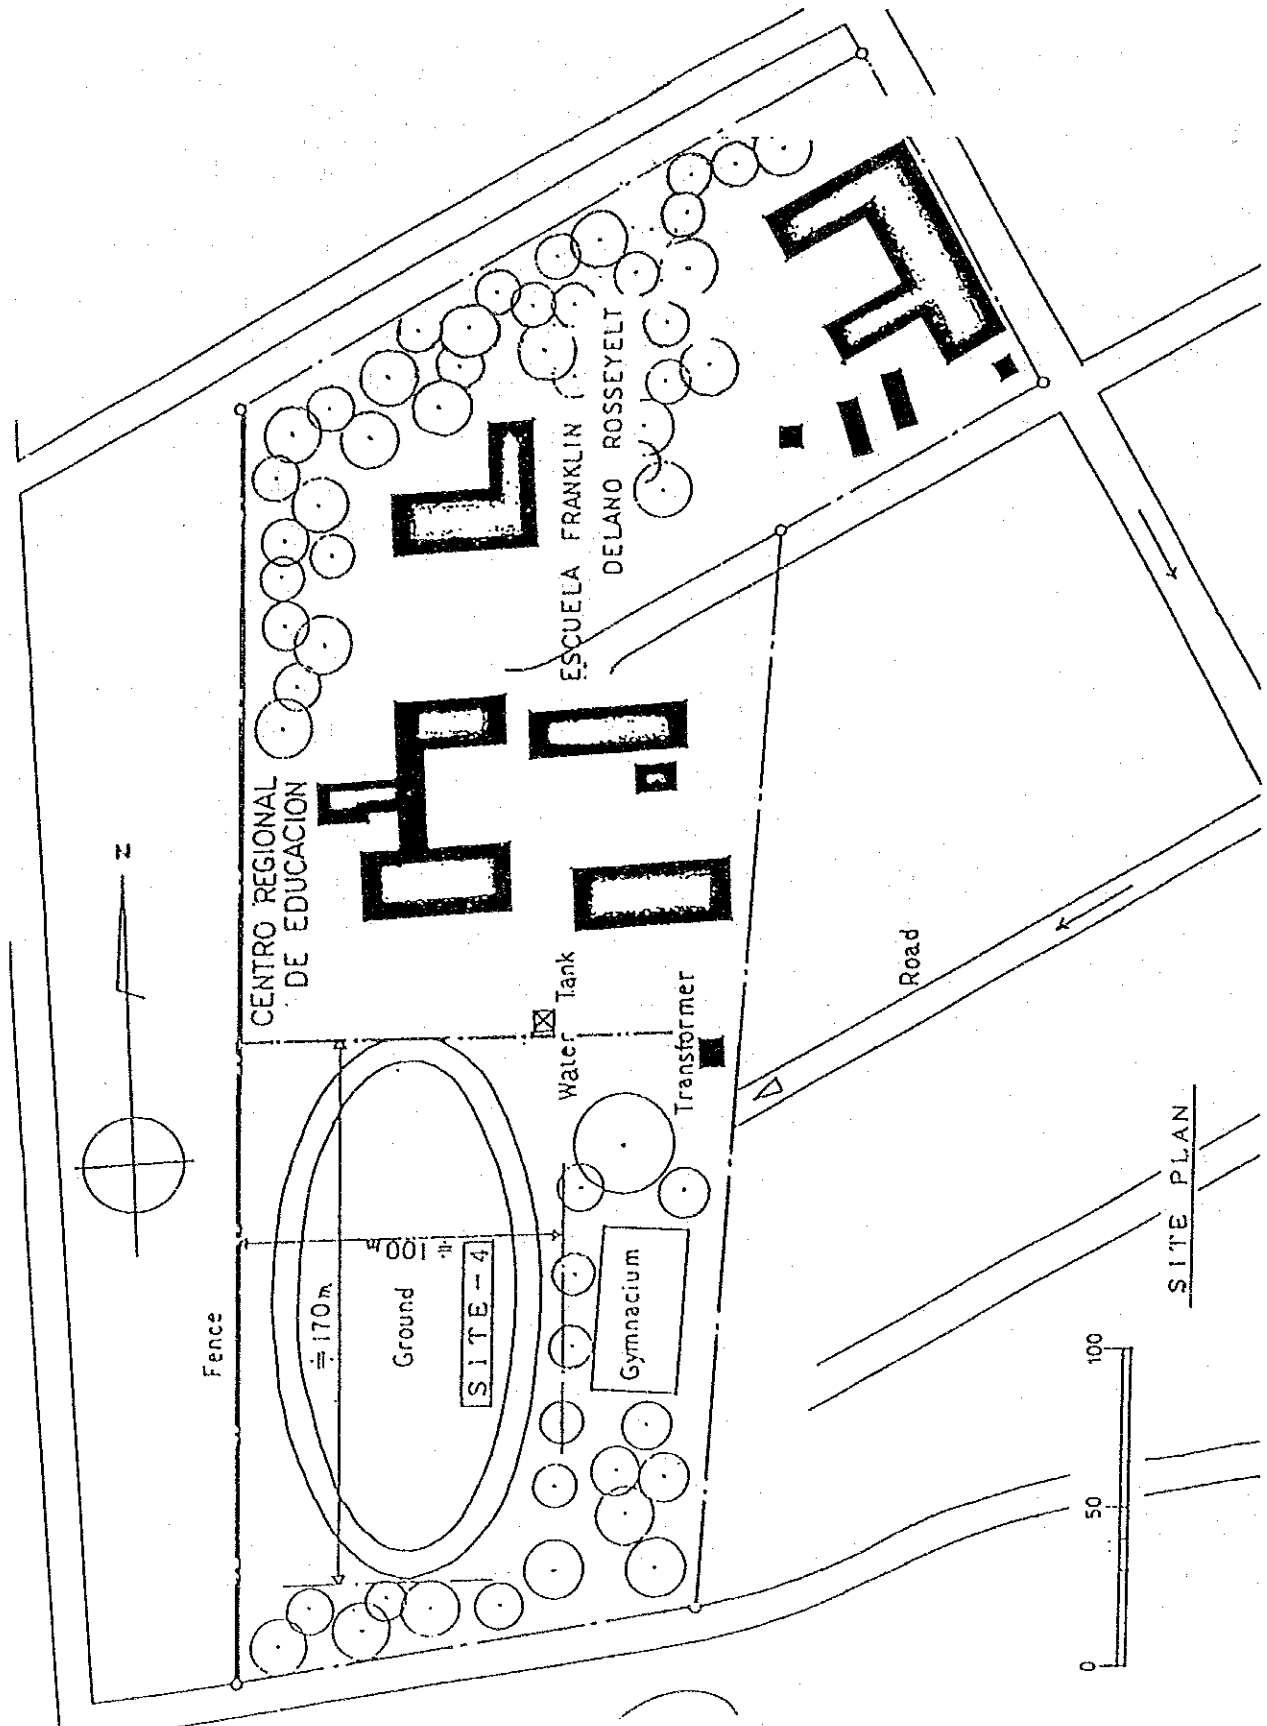 N
CENTRO REGIONAL
DE EDUCACION
ESCUELA FRANKLIN
DELANO ROSSEYELT
Fence
≒ 170m
≒ 100m
Ground
SITE-4
Water Tank
Transformer
Gymnacium
Road
SITE PLAN
0 50 100